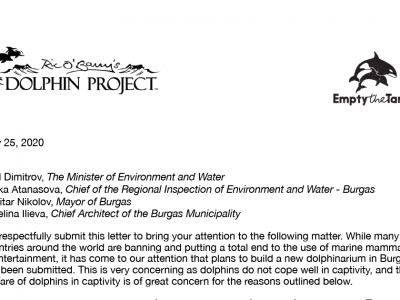 Ric O'Barry's
DOLPHIN PROJECT
Empty the Tan
25, 2020
Dimitrov, The Minister of Environment and Water
ka Atanasova, Chief of the Regional Inspection of Environment and Water - Burgas
itar Nikolov, Mayor of Burgas
elina Ilieva, Chief Architect of the Burgas Municipality
respectfully submit this letter to bring your attention to the following matter. While many
ntries around the world are banning and putting a total end to the use of marine mamma
ntertainment, it has come to our attention that plans to build a new dolphinarium in Burg
been submitted. This is very concerning as dolphins do not cope well in captivity, and th
fare of dolphins in captivity is of great concern for the reasons outlined below.